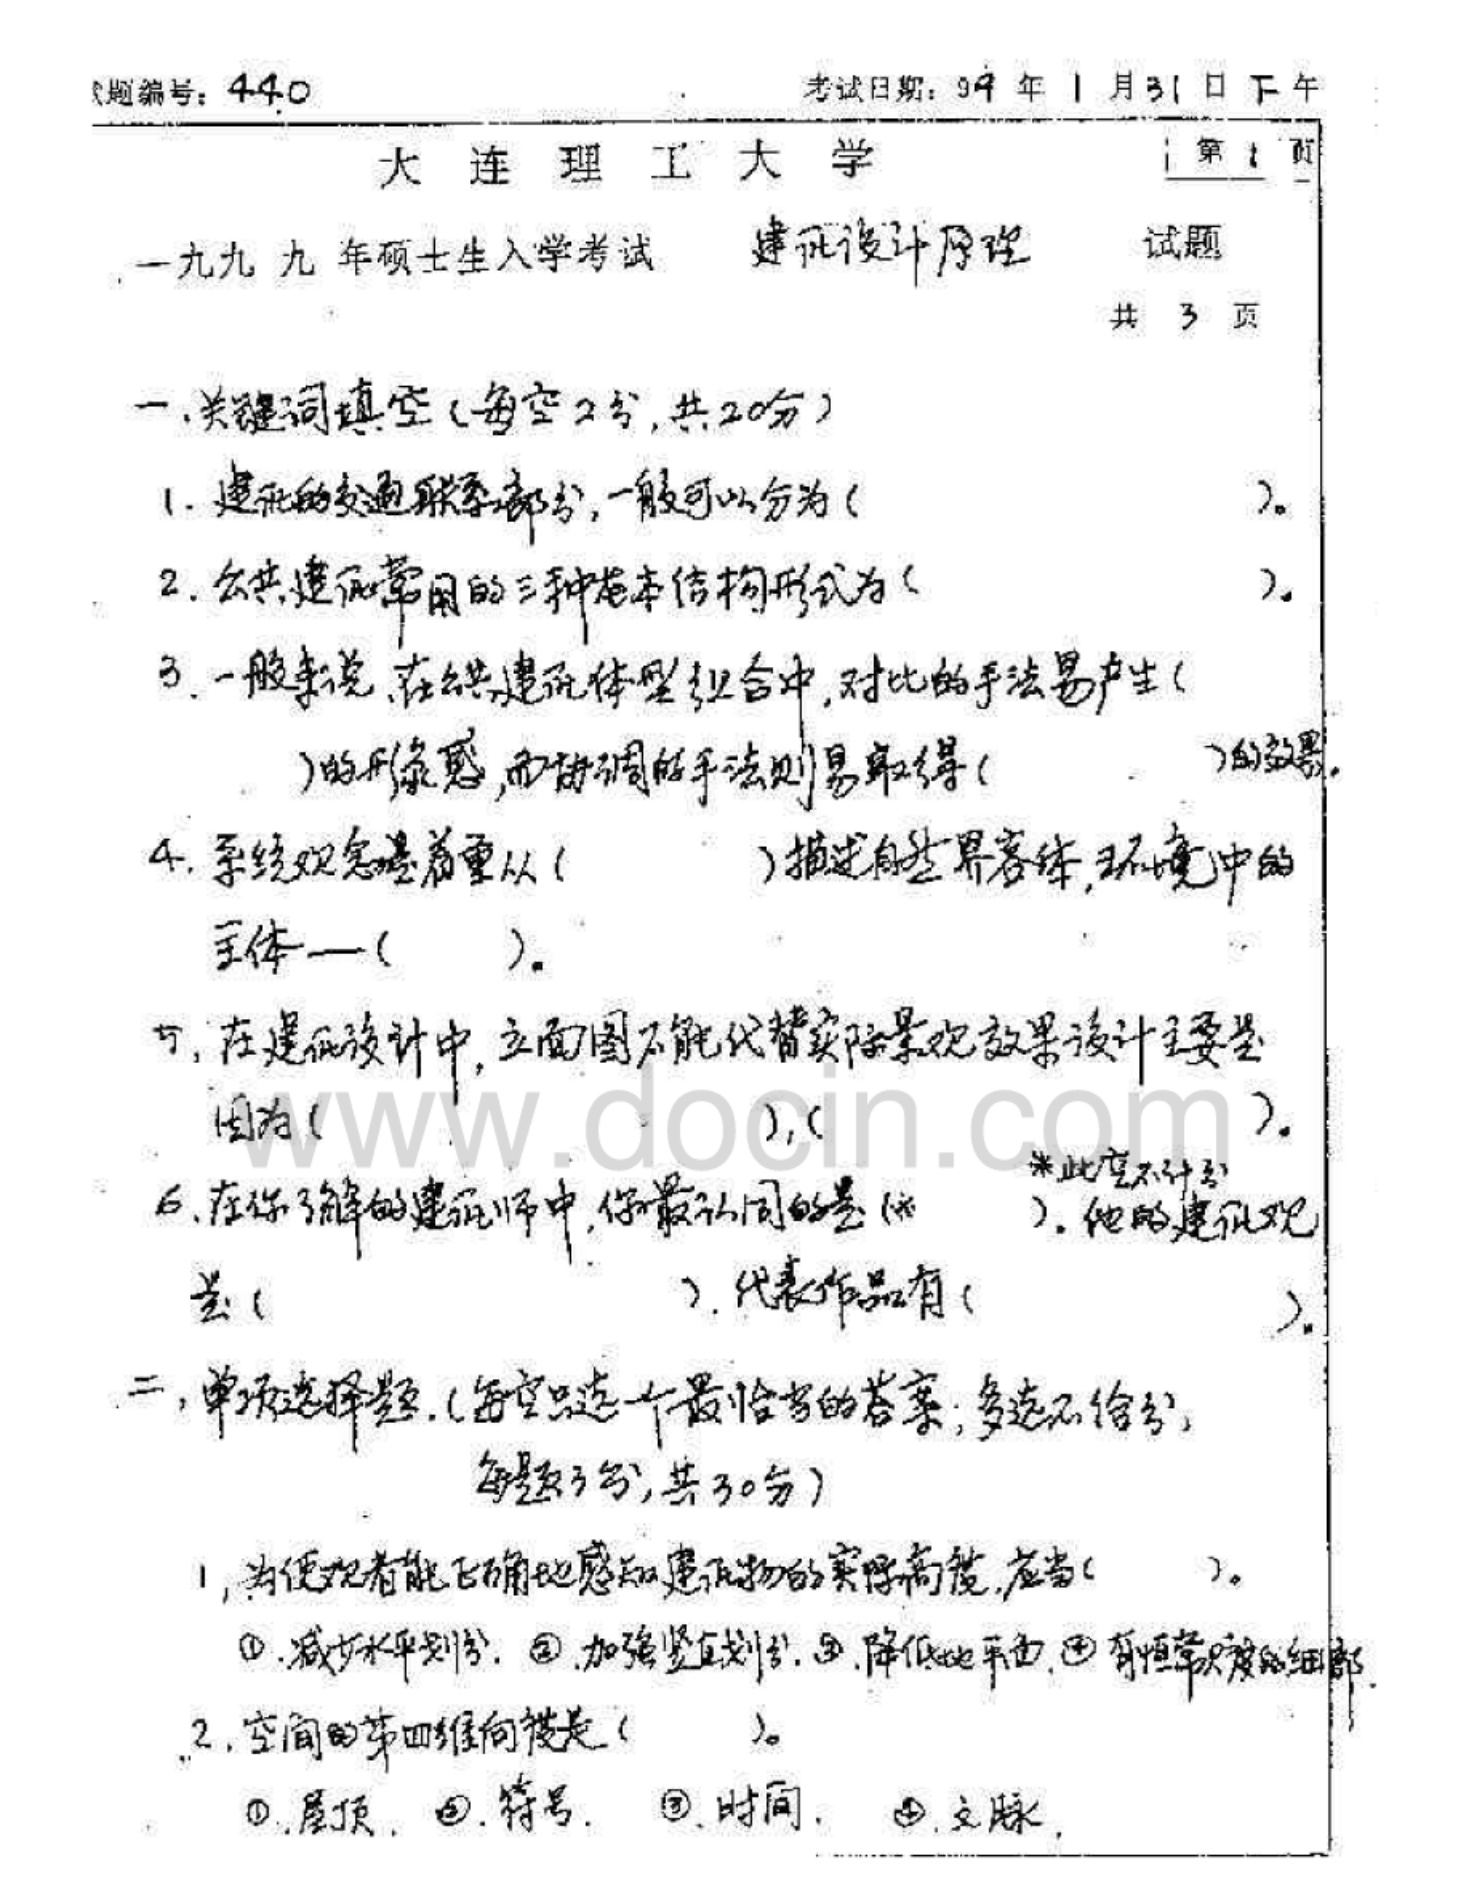 试题编号：440 考试日期：99 年 1 月 31 日 下 午
大 连 理 工 大 学 第 1 页
一九九 九 年硕士生入学考试 建筑设计原理 试题
共 3 页
一、关键词填空（每空2分，共20分）
1. 建筑的交通联系部分，一般可以分为（ ）。
2. 公共建筑常用的三种基本结构形式为（ ）。
3. 一般来说，在公共建筑体型组合中，对比的手法易产生（
）的形象感，而协调的手法则易取得（ ）的效果。
4. 系统观念是着重从（ ）描述自然界客体，环境中的
主体—（ ）。
5. 在建筑设计中，立面图不能代替实际景观效果设计主要是
因为（ ），（ ）。
※此空不计分
6. 在你了解的建筑师中，你最认同的是（※ ）。他的建筑观
是（ ）．代表作品有（ ）。
二，单项选择题．（每空只选一个最恰当的答案；多选不给分，
每题3分，共30分）
1，为使观者能正确地感知建筑物的实际高度，应当（ ）。
①．减少水平划分． ②．加强竖直划分．③．降低地平面．④ 有恒常尺度的细部．
2．空间的第四维向标是（ ）。
①．屋顶． ②．符号． ③．时间． ④．文脉．
www.docin.com